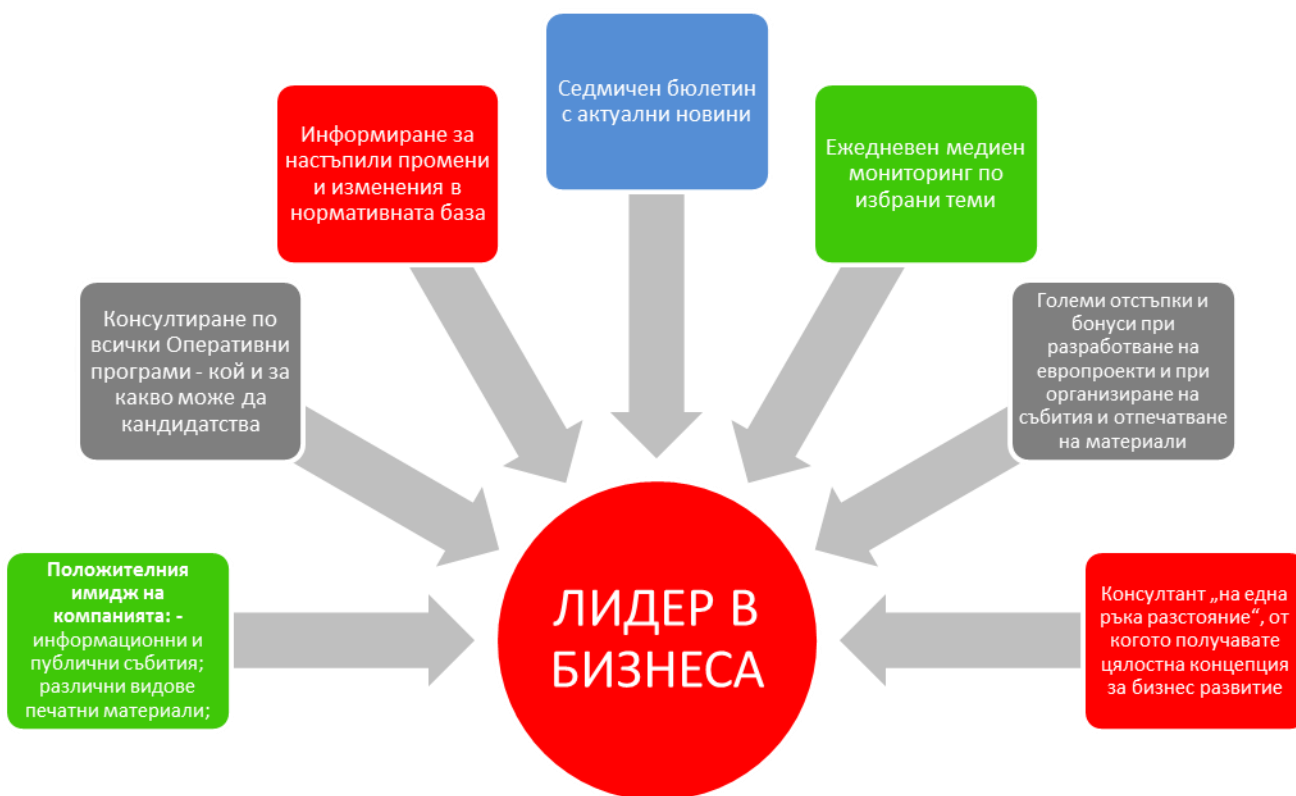 Седмичен бюлетин
с актуални новини
Информиране за
настъпили промени
и изменения в
нормативната база
Ежедневен медиен
мониторинг по
избрани теми
Консултиране по
всички Оперативни
програми - кой и за
какво може да
кандидатства
Големи отстъпки и
бонуси при
разработване на
европроекти и при
организиране на
събития и отпечатване
на материали
Положителния
имидж на
компанията: -
информационни и
публични събития;
различни видове
печатни материали;
ЛИДЕР В
БИЗНЕСА
Консултант „на една
ръка разстояние“, от
когото получавате
цялостна концепция
за бизнес развитие